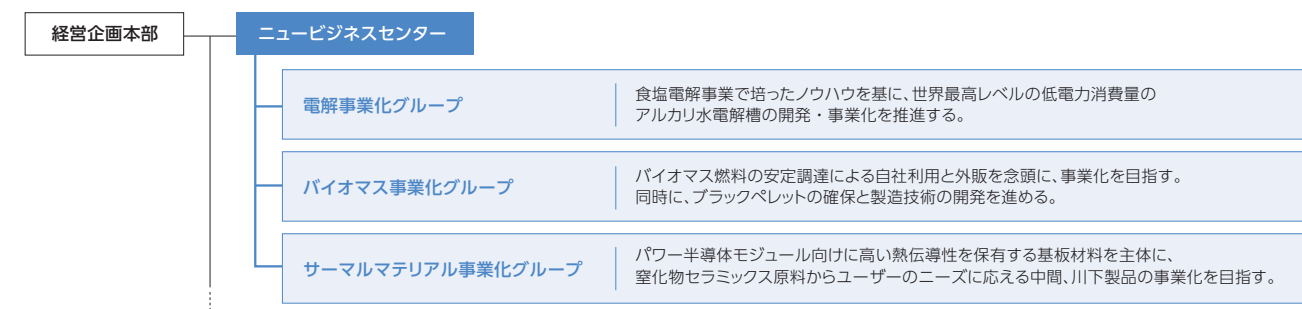 経営企画本部
ニュービジネスセンター
電解事業化グループ
食塩電解事業で培ったノウハウを基に、世界最高レベルの低電力消費量の
アルカリ水電解槽の開発・事業化を推進する。
バイオマス事業化グループ
バイオマス燃料の安定調達による自社利用と外販を念頭に、事業化を目指す。
同時に、ブラックペレットの確保と製造技術の開発を進める。
サーマルマテリアル事業化グループ
パワー半導体モジュール向けに高い熱伝導性を保有する基板材料を主体に、
窒化物セラミックス原料からユーザーのニーズに応える中間、川下製品の事業化を目指す。